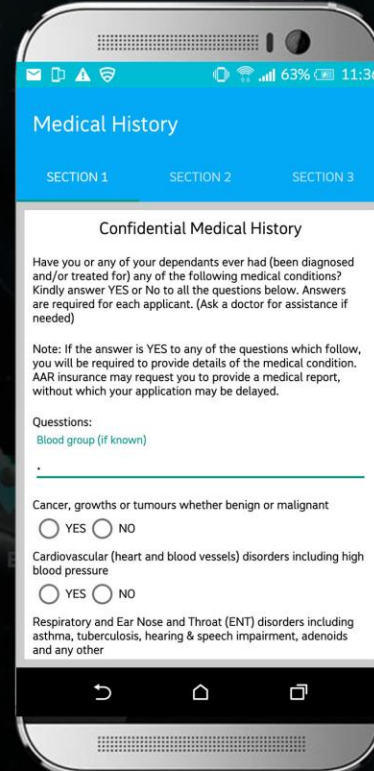 63% 11:36
Medical History
SECTION 1 SECTION 2 SECTION 3
Confidential Medical History
Have you or any of your dependants ever had (been diagnosed
and/or treated for) any of the following medical conditions?
Kindly answer YES or No to all the questions below. Answers
are required for each applicant. (Ask a doctor for assistance if
needed)
Note: If the answer is YES to any of the questions which follow,
you will be required to provide details of the medical condition.
AAR insurance may request you to provide a medical report,
without which your application may be delayed.
Quesstions:
Blood group (if known)
.
Cancer, growths or tumours whether benign or malignant
YES NO
Cardiovascular (heart and blood vessels) disorders including high
blood pressure
YES NO
Respiratory and Ear Nose and Throat (ENT) disorders including
asthma, tuberculosis, hearing & speech impairment, adenoids
and any other